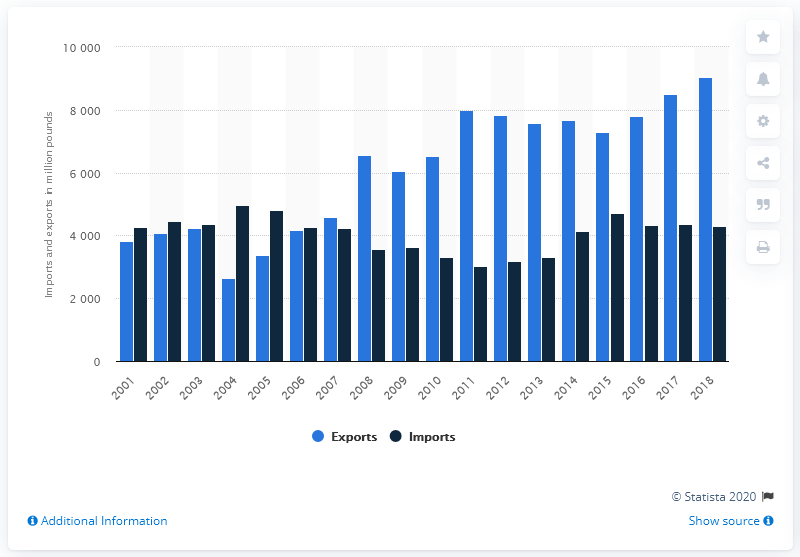 10 000
8 000
6 000
4 000
2 000
0
Imports and exports in million pounds
2001 2002 2003 2004 2005 2006 2007 2008 2009 2010 2011 2012 2013 2014 2015 2016 2017 2018
Exports Imports
© Statista 2020
Additional Information Show source